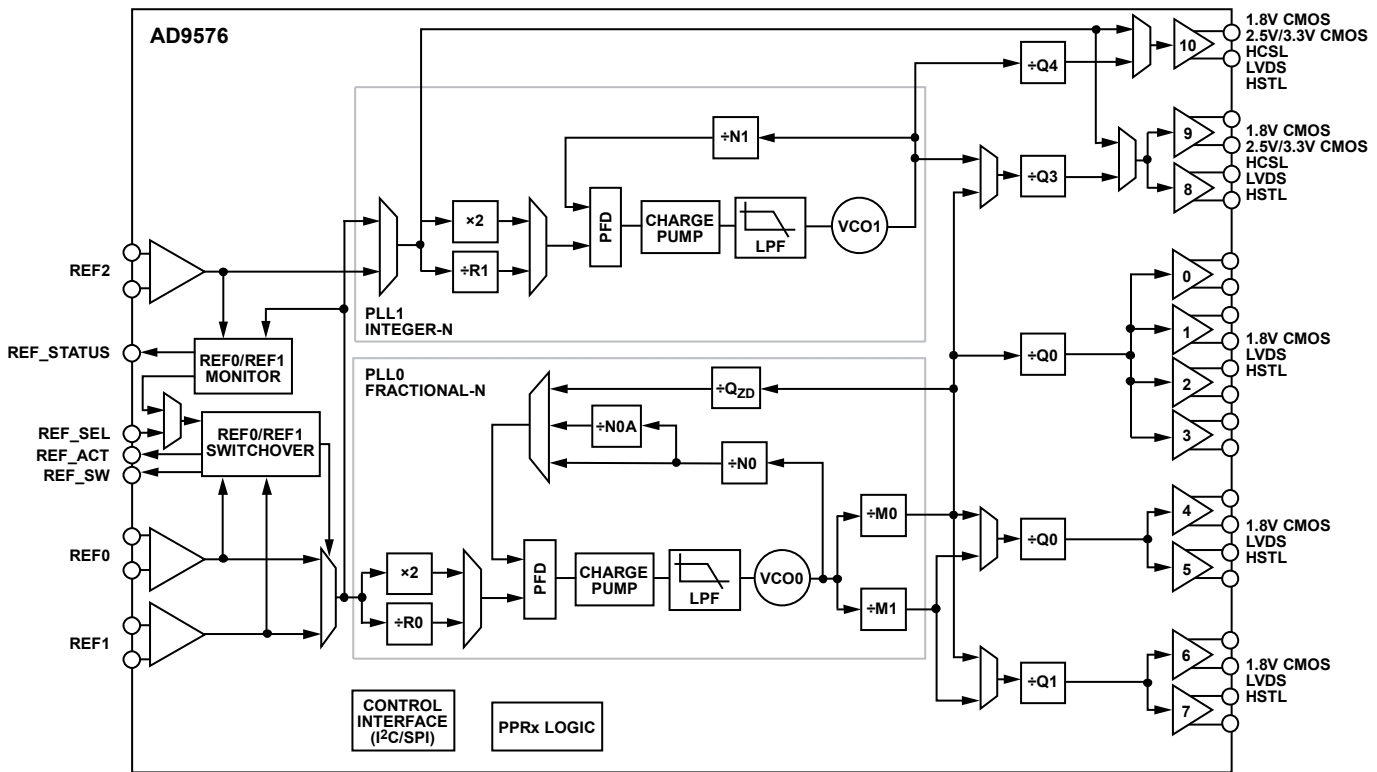 AD9576
1.8V CMOS
2.5V/3.3V CMOS
HCSL
LVDS
HSTL
10
÷Q4
÷N1
9
8
1.8V CMOS
2.5V/3.3V CMOS
HCSL
LVDS
HSTL
÷Q3
×2
÷R1
PFD
CHARGE
PUMP
LPF
VCO1
REF2
PLL1
INTEGER-N
0
1
2
3
1.8V CMOS
LVDS
HSTL
÷Q0
REF_STATUS
REF0/REF1
MONITOR
PLL0
FRACTIONAL-N
÷QZD
÷N0A
÷N0
REF_SEL
REF_ACT
REF_SW
REF0/REF1
SWITCHOVER
÷M0
÷M1
4
5
1.8V CMOS
LVDS
HSTL
÷Q0
REF0
×2
÷R0
PFD
CHARGE
PUMP
LPF
VCO0
REF1
÷Q1
6
7
1.8V CMOS
LVDS
HSTL
CONTROL
INTERFACE
(I2C/SPI)
PPRx LOGIC